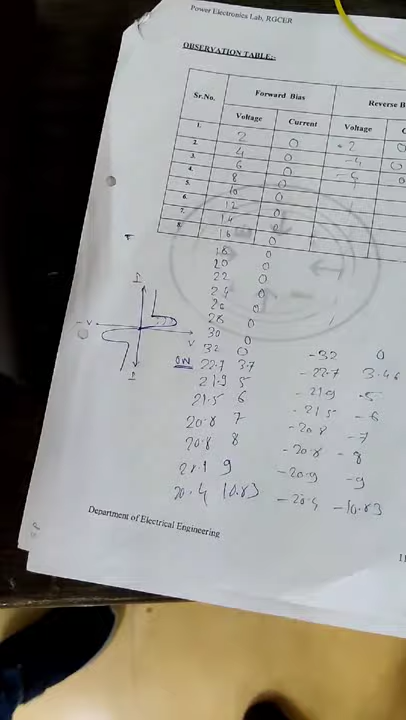 Power Electronics Lab, RGCER
OBSERVATION TABLE:-
Sr.No. Forward Bias Reverse B
Voltage Current Voltage C
1. 2 0 -2 0
2. 4 0 -4 0
3. 6 0
4. 8 0
5. 10 0
6. 12 0
7. 14 0
8. 16 0
18 0
20 0
22 0
24 0
26 0
28 0
30 0
32 0 -32 0
ON 22.7 3.7 -22.7 3.46
21.9 5 -21.9 -5
21.5 6 -21.5 -6
20.8 7 -20.8 -7
20.8 8 -20.8 -8
9 -20.9 -9
20.4 10.83 -20.4 -10.83
I
-V V
I
Department of Electrical Engineering